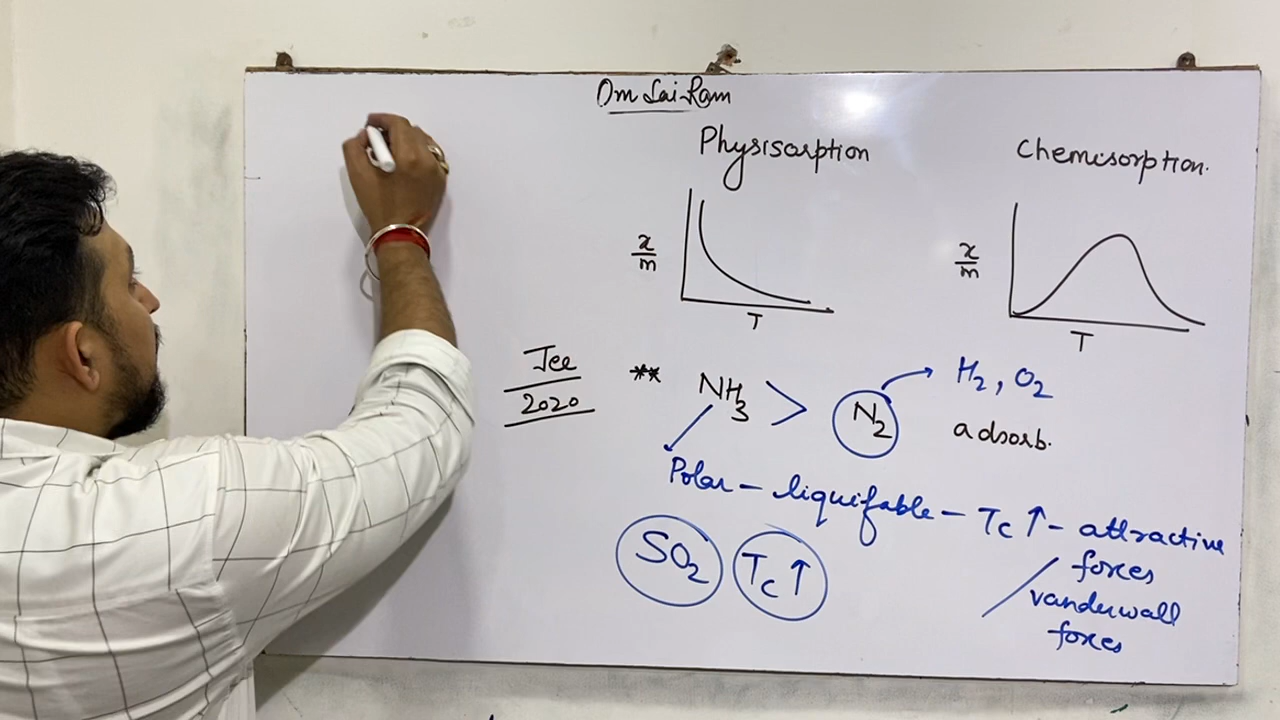 Om Sai Ram
Physisorption
Chemisorption.
x/m
T
x/m
T
Jee
2020
** NH3 > N2
H2, O2
adsorb.
Polar – liquifable – Tc ↑ – attractive
forces
/ vanderwall
forces
SO2
Tc ↑